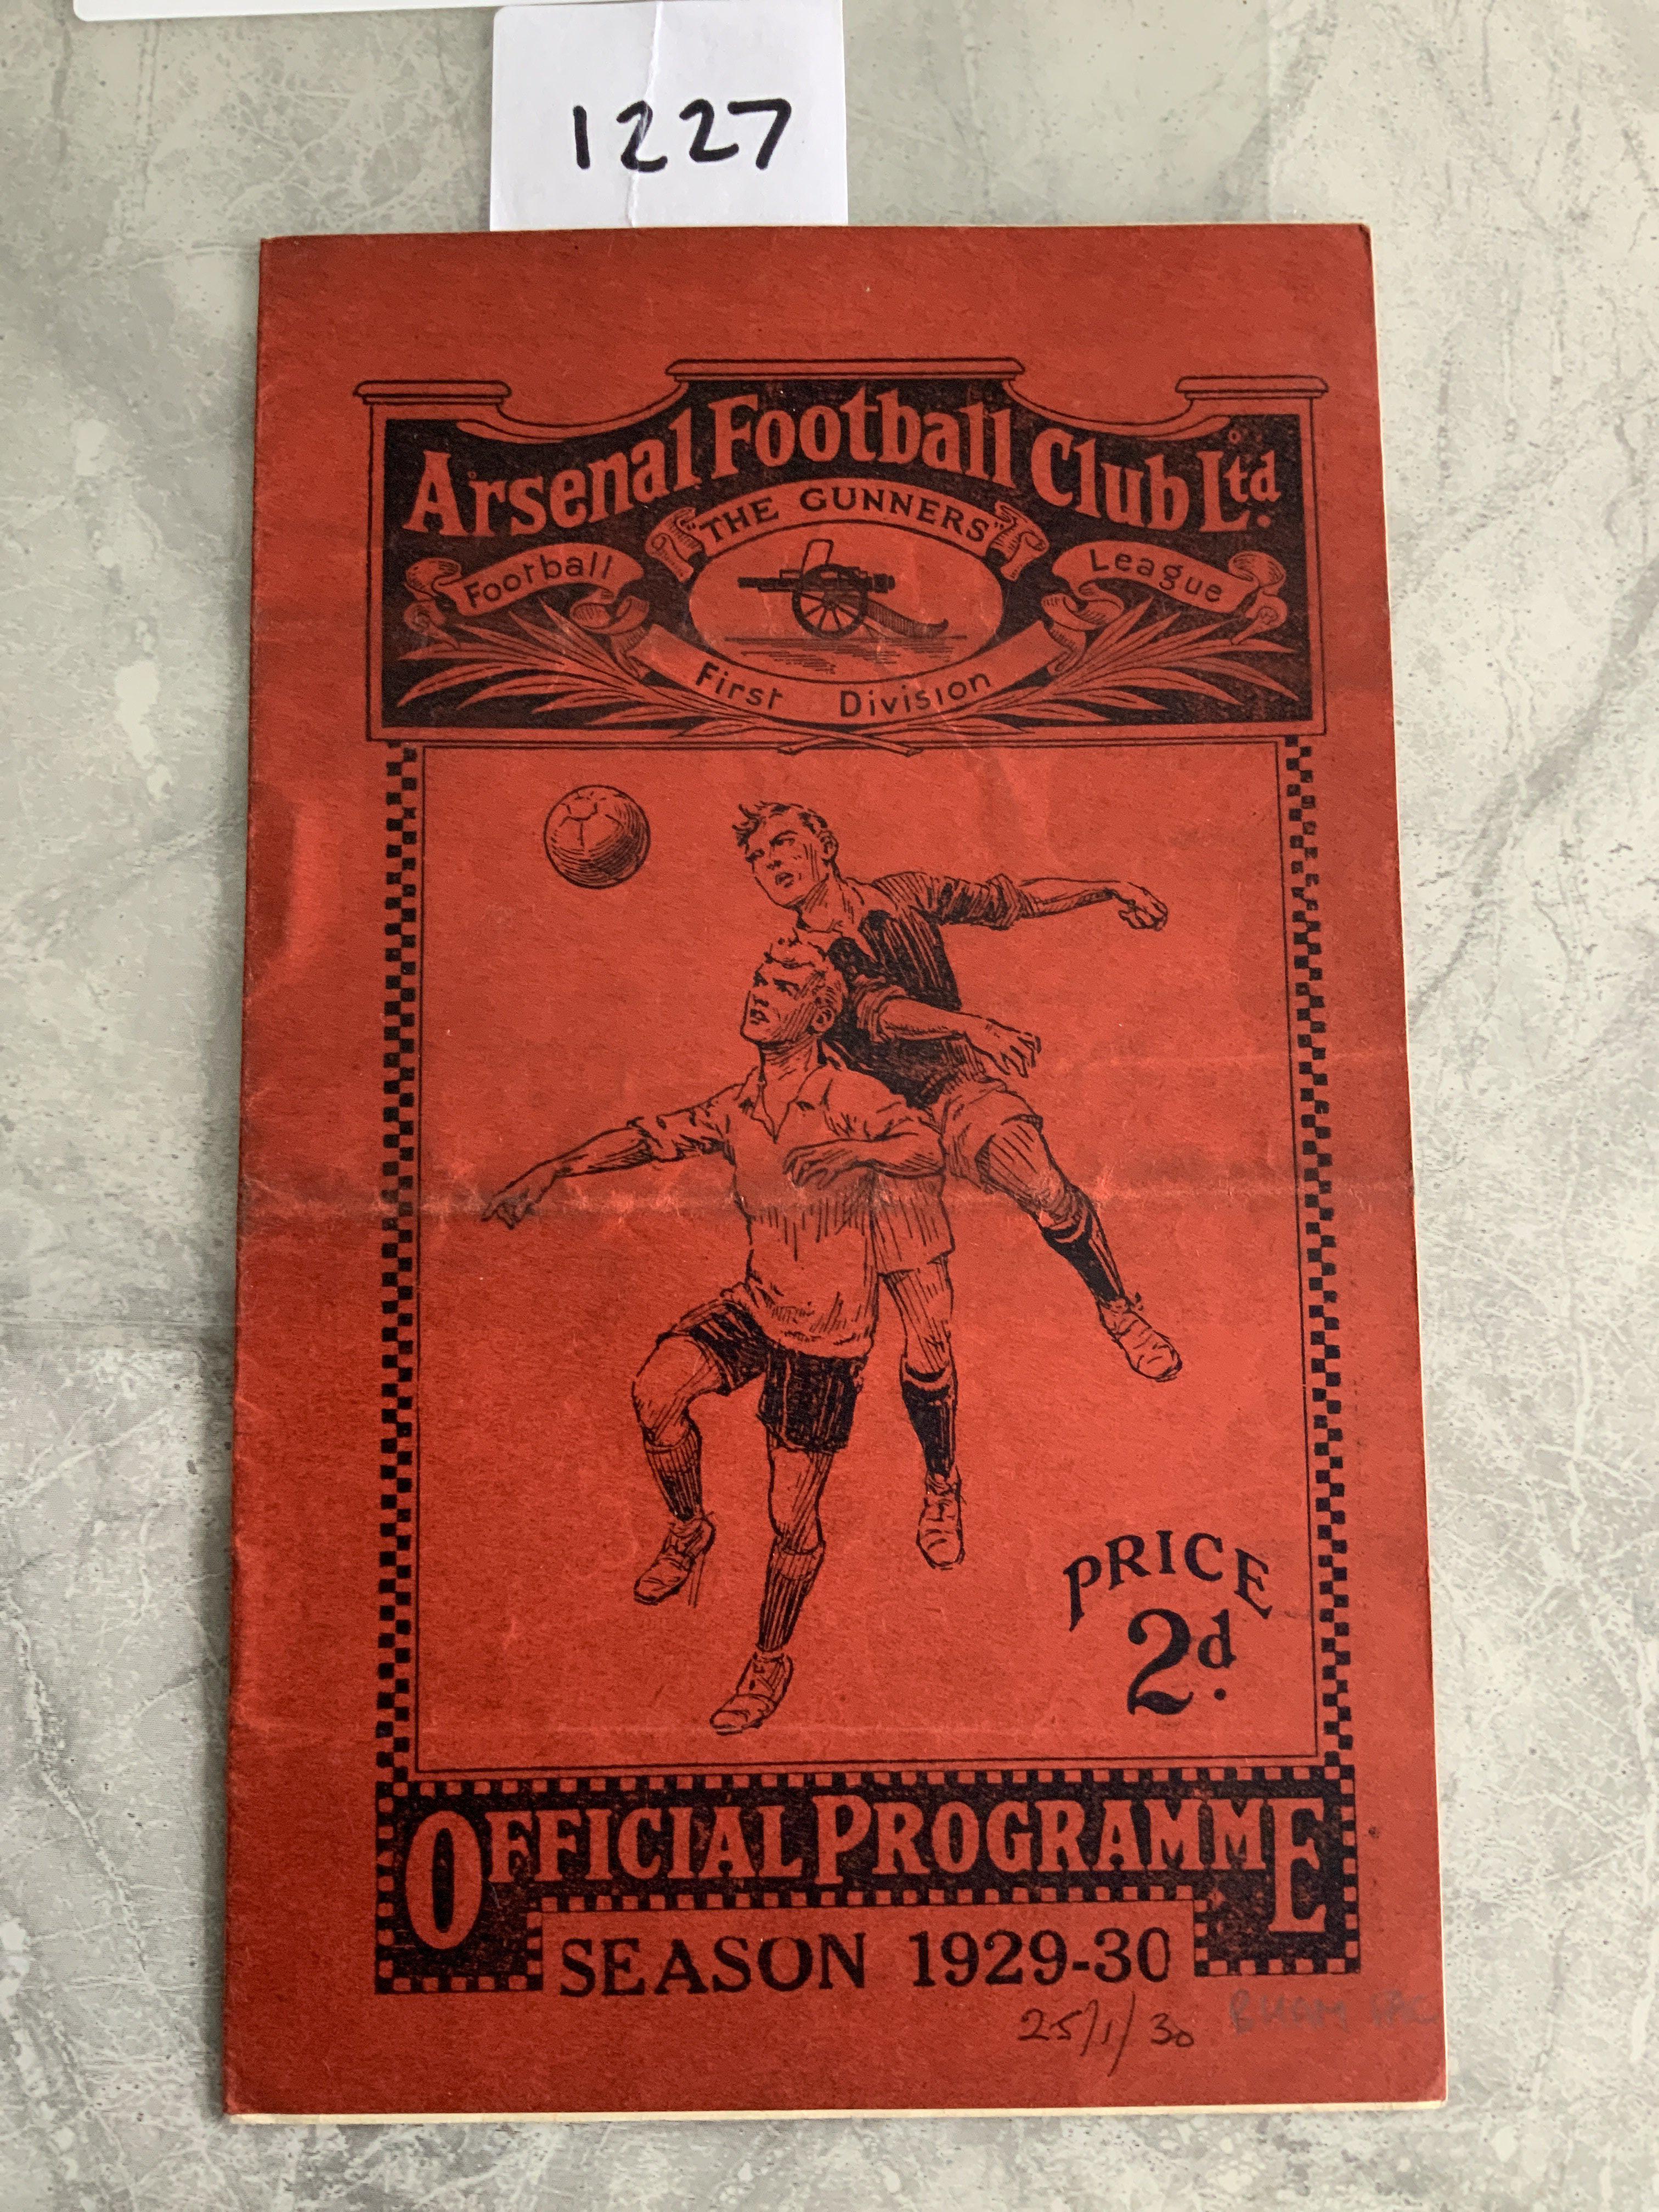 1227
Arsenal Football Club Ltd.
"THE GUNNERS"
Football League
First Division
PRICE
2d.
OFFICIAL PROGRAMME
SEASON 1929-30
25/1/30